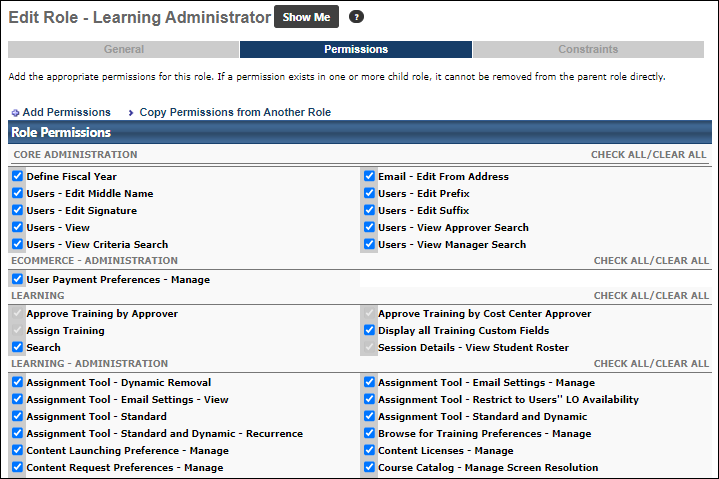 Edit Role - Learning Administrator Show Me ?
General Permissions Constraints
Add the appropriate permissions for this role. If a permission exists in one or more child role, it cannot be removed from the parent role directly.
Add Permissions Copy Permissions from Another Role
Role Permissions
CORE ADMINISTRATION CHECK ALL/CLEAR ALL
Define Fiscal Year Email - Edit From Address
Users - Edit Middle Name Users - Edit Prefix
Users - Edit Signature Users - Edit Suffix
Users - View Users - View Approver Search
Users - View Criteria Search Users - View Manager Search
ECOMMERCE - ADMINISTRATION CHECK ALL/CLEAR ALL
User Payment Preferences - Manage
LEARNING CHECK ALL/CLEAR ALL
Approve Training by Approver Approve Training by Cost Center Approver
Assign Training Display all Training Custom Fields
Search Session Details - View Student Roster
LEARNING - ADMINISTRATION CHECK ALL/CLEAR ALL
Assignment Tool - Dynamic Removal Assignment Tool - Email Settings - Manage
Assignment Tool - Email Settings - View Assignment Tool - Restrict to Users'' LO Availability
Assignment Tool - Standard Assignment Tool - Standard and Dynamic
Assignment Tool - Standard and Dynamic - Recurrence Browse for Training Preferences - Manage
Content Launching Preference - Manage Content Licenses - Manage
Content Request Preferences - Manage Course Catalog - Manage Screen Resolution